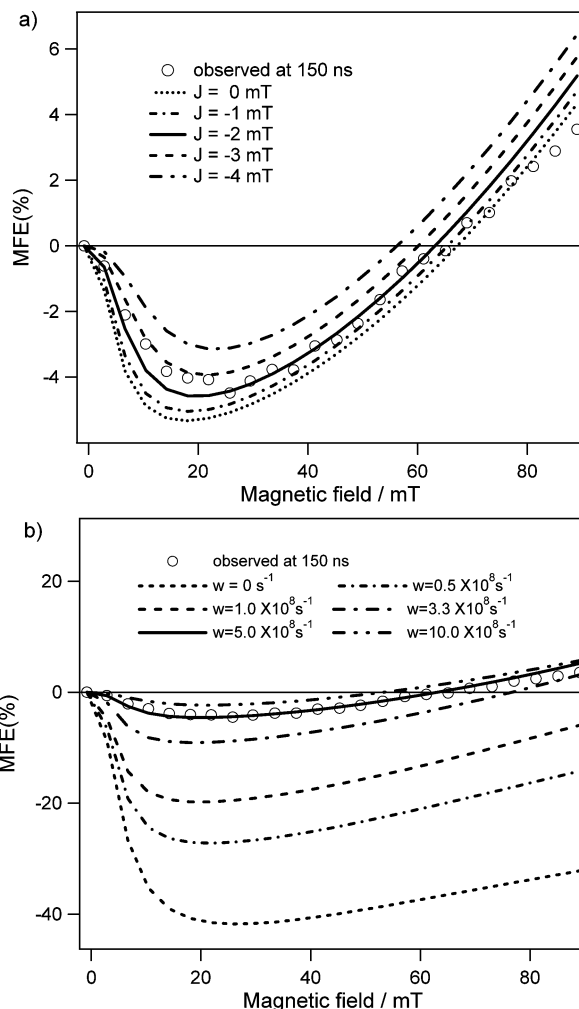 a)
6
4
2
0
-2
-4
MFE(%)
observed at 150 ns
J = 0 mT
J = -1 mT
J = -2 mT
J = -3 mT
J = -4 mT
0 20 40 60 80
Magnetic field / mT
b)
20
0
-20
-40
MFE(%)
observed at 150 ns
w = 0 s⁻¹ w=0.5 X10⁸s⁻¹
w=1.0 X10⁸s⁻¹ w=3.3 X10⁸s⁻¹
w=5.0 X10⁸s⁻¹ w=10.0 X10⁸s⁻¹
0 20 40 60 80
Magnetic field / mT